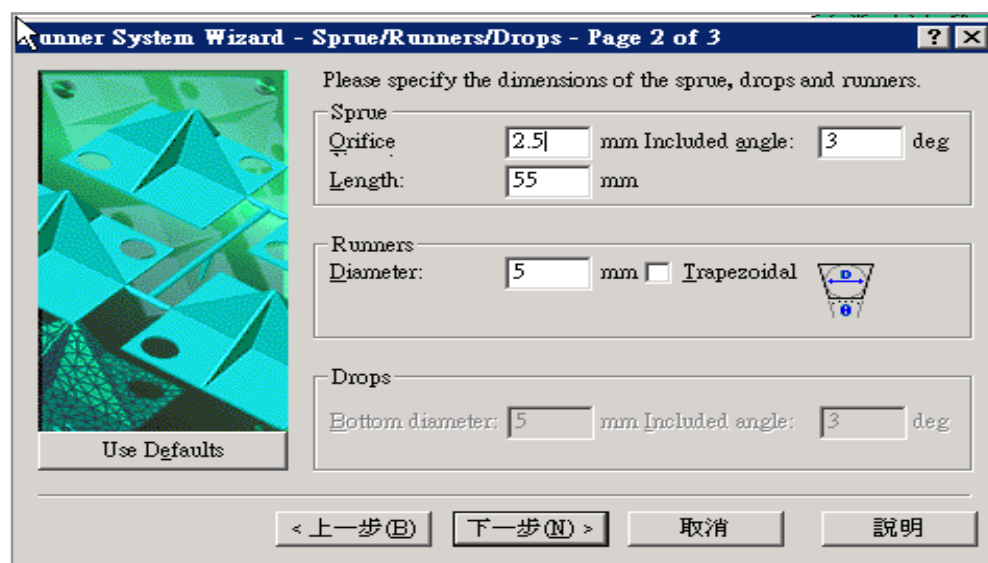 Runner System Wizard - Sprue/Runners/Drops - Page 2 of 3 ? ×
Please specify the dimensions of the sprue, drops and runners.
Sprue
Orifice 2.5 mm Included angle: 3 deg
Length: 55 mm
Runners
Diameter: 5 mm Trapezoidal
D
θ
Drops
Bottom diameter: 5 mm Included angle: 3 deg
Use Defaults
<上一步(B) 下一步(N)> 取消 說明